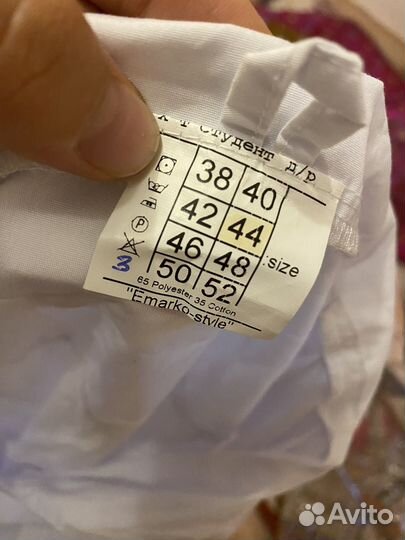 Х Т Студент д/р
38 40
42 44
46 48
50 52
:size
P
3
65 Polyester 35 Cotton
"Emarko-style"
Avito